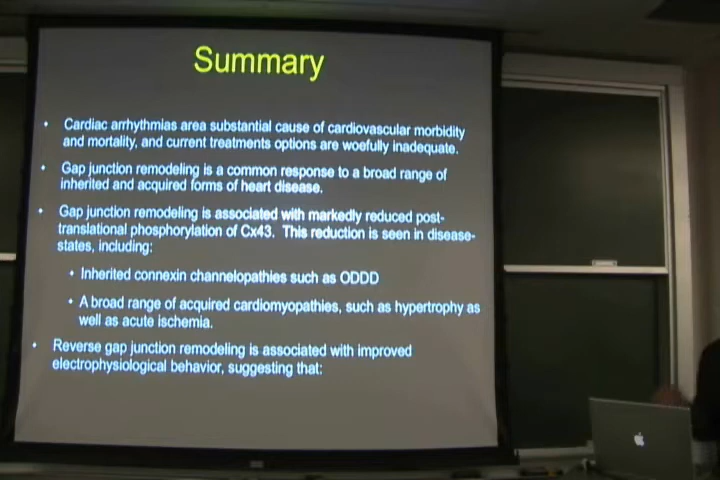 Summary
• Cardiac arrhythmias area substantial cause of cardiovascular morbidity
and mortality, and current treatments options are woefully inadequate.
• Gap junction remodeling is a common response to a broad range of
inherited and acquired forms of heart disease.
• Gap junction remodeling is associated with markedly reduced post-
translational phosphorylation of Cx43. This reduction is seen in disease-
states, including:
• Inherited connexin channelopathies such as ODDD
• A broad range of acquired cardiomyopathies, such as hypertrophy as
well as acute ischemia.
• Reverse gap junction remodeling is associated with improved
electrophysiological behavior, suggesting that: